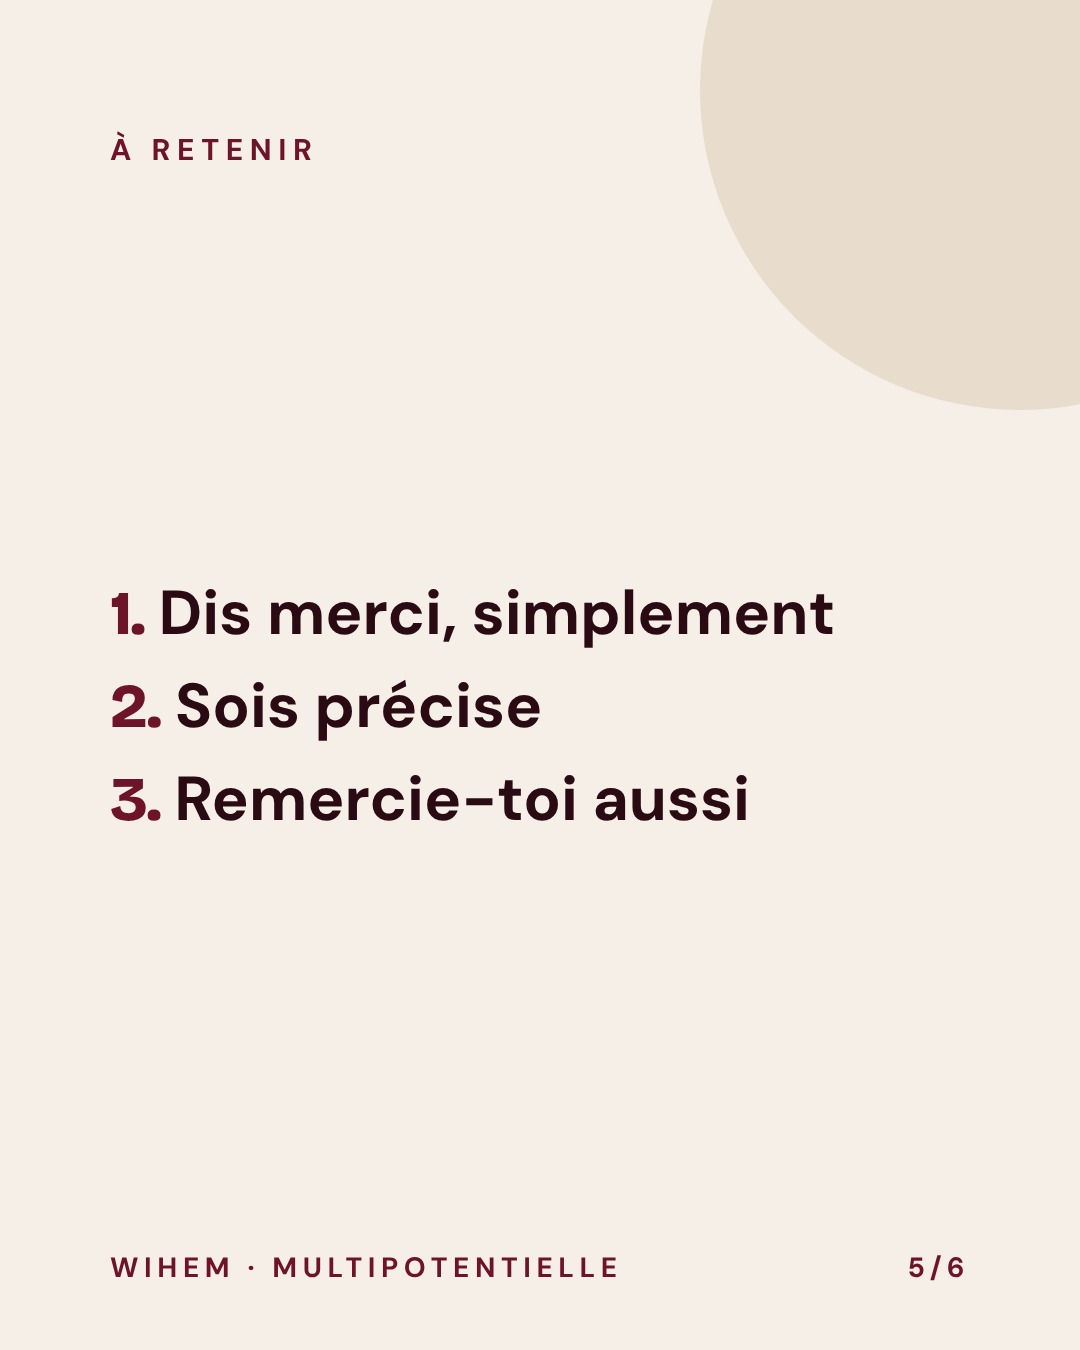 À RETENIR
1. Dis merci, simplement
2. Sois précise
3. Remercie-toi aussi
WIHEM · MULTIPOTENTIELLE
5/6